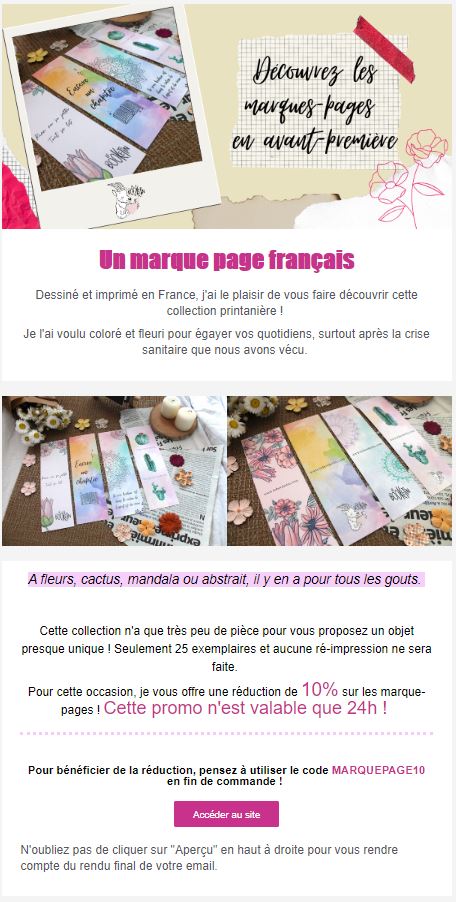 Découvrez les
marques-pages
en avant-première
Encore
un
chapitre
Un marque page français
Dessiné et imprimé en France, j'ai le plaisir de vous faire découvrir cette
collection printanière !
Je l'ai voulu coloré et fleuri pour égayer vos quotidiens, surtout après la crise
sanitaire que nous avons vécu.
A fleurs, cactus, mandala ou abstrait, il y en a pour tous les gouts.
Cette collection n'a que très peu de pièce pour vous proposez un objet
presque unique ! Seulement 25 exemplaires et aucune ré-impression ne sera
faite.
Pour cette occasion, je vous offre une réduction de 10% sur les marque-
pages ! Cette promo n'est valable que 24h !
Pour bénéficier de la réduction, pensez à utiliser le code MARQUEPAGE10
en fin de commande !
Accéder au site
N'oubliez pas de cliquer sur "Aperçu" en haut à droite pour vous rendre
compte du rendu final de votre email.